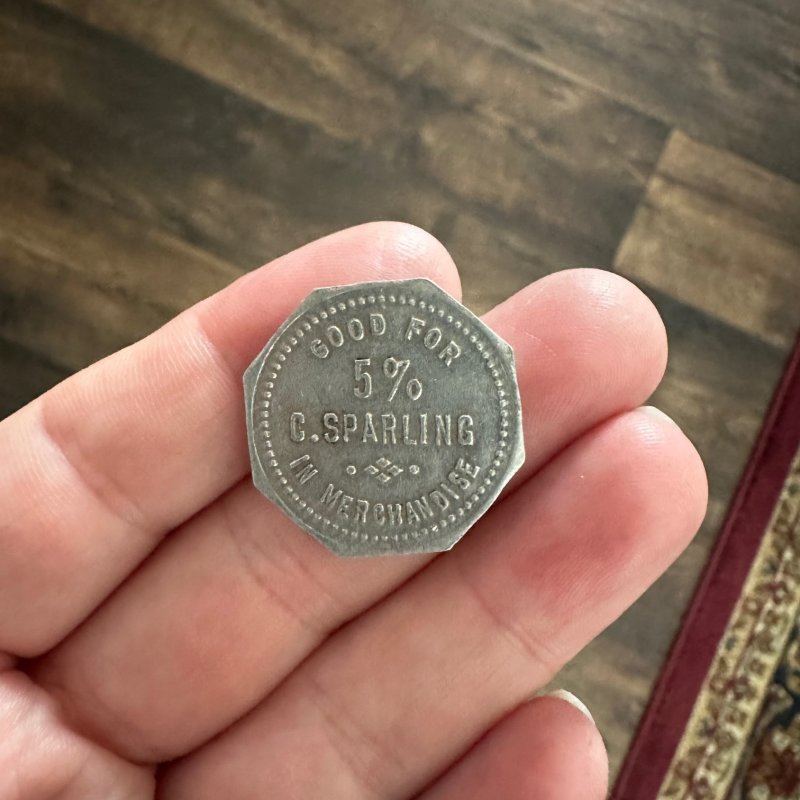 GOOD FOR
5%
C. SPARLING
IN MERCHANDISE